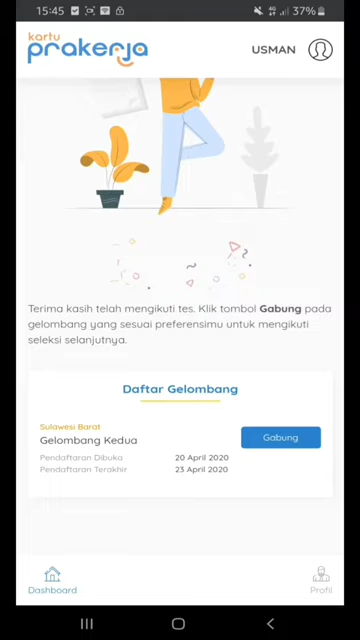 15:45
37%
kartu
prakerja
USMAN
Terima kasih telah mengikuti tes. Klik tombol Gabung pada
gelombang yang sesuai preferensimu untuk mengikuti
seleksi selanjutnya.
Daftar Gelombang
Sulawesi Barat
Gelombang Kedua
Gabung
Pendaftaran Dibuka 20 April 2020
Pendaftaran Terakhir 23 April 2020
Dashboard
Profil